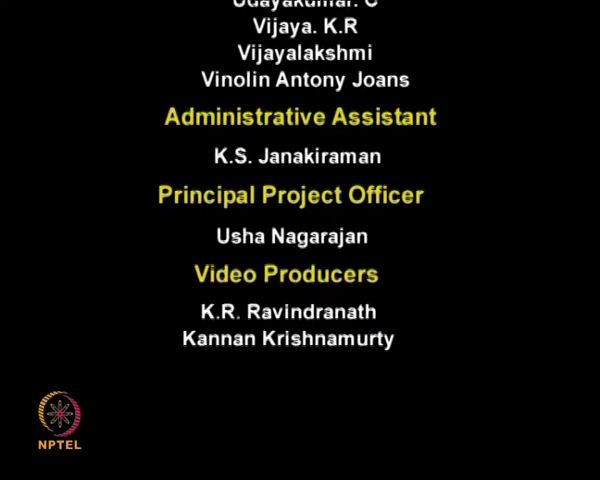 Udayakumar. C
Vijaya. K.R
Vijayalakshmi
Vinolin Antony Joans
Administrative Assistant
K.S. Janakiraman
Principal Project Officer
Usha Nagarajan
Video Producers
K.R. Ravindranath
Kannan Krishnamurty
NPTEL